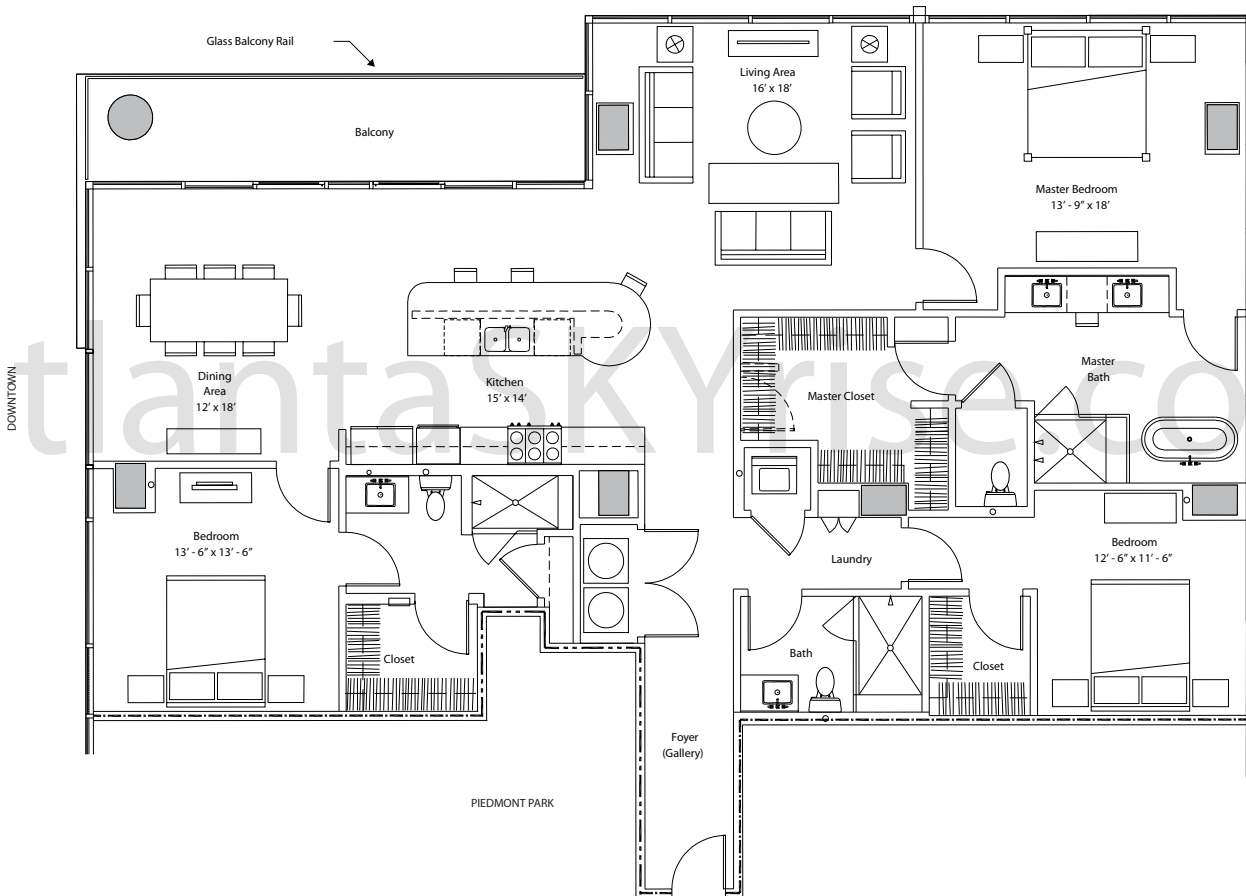 Glass Balcony Rail
Living Area
16’ x 18’
Balcony
Master Bedroom
13’ - 9” x 18’
DOWNTOWN
tlantaSKYrise.co
Dining
Area
12’ x 18’
Kitchen
15’ x 14’
Master Closet
Master
Bath
Bedroom
13’ - 6” x 13’ - 6”
Laundry
Bedroom
12’ - 6” x 11’ - 6”
Closet
Bath
Closet
Foyer
(Gallery)
PIEDMONT PARK